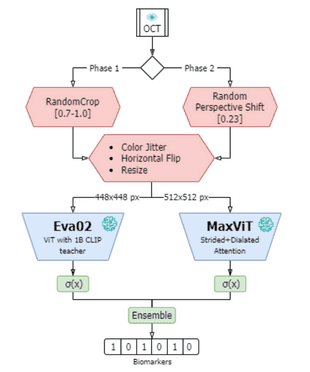 OCT
Phase 1
Phase 2
RandomCrop
[0.7-1.0]
Random
Perspective Shift
[0.23]
• Color Jitter
• Horizontal Flip
• Resize
448x448 px
512x512 px
Eva02
ViT with 1B CLIP
teacher
MaxViT
Strided+Dialated
Attention
σ(x)
σ(x)
Ensemble
1 0 1 0 1 0
Biomarkers